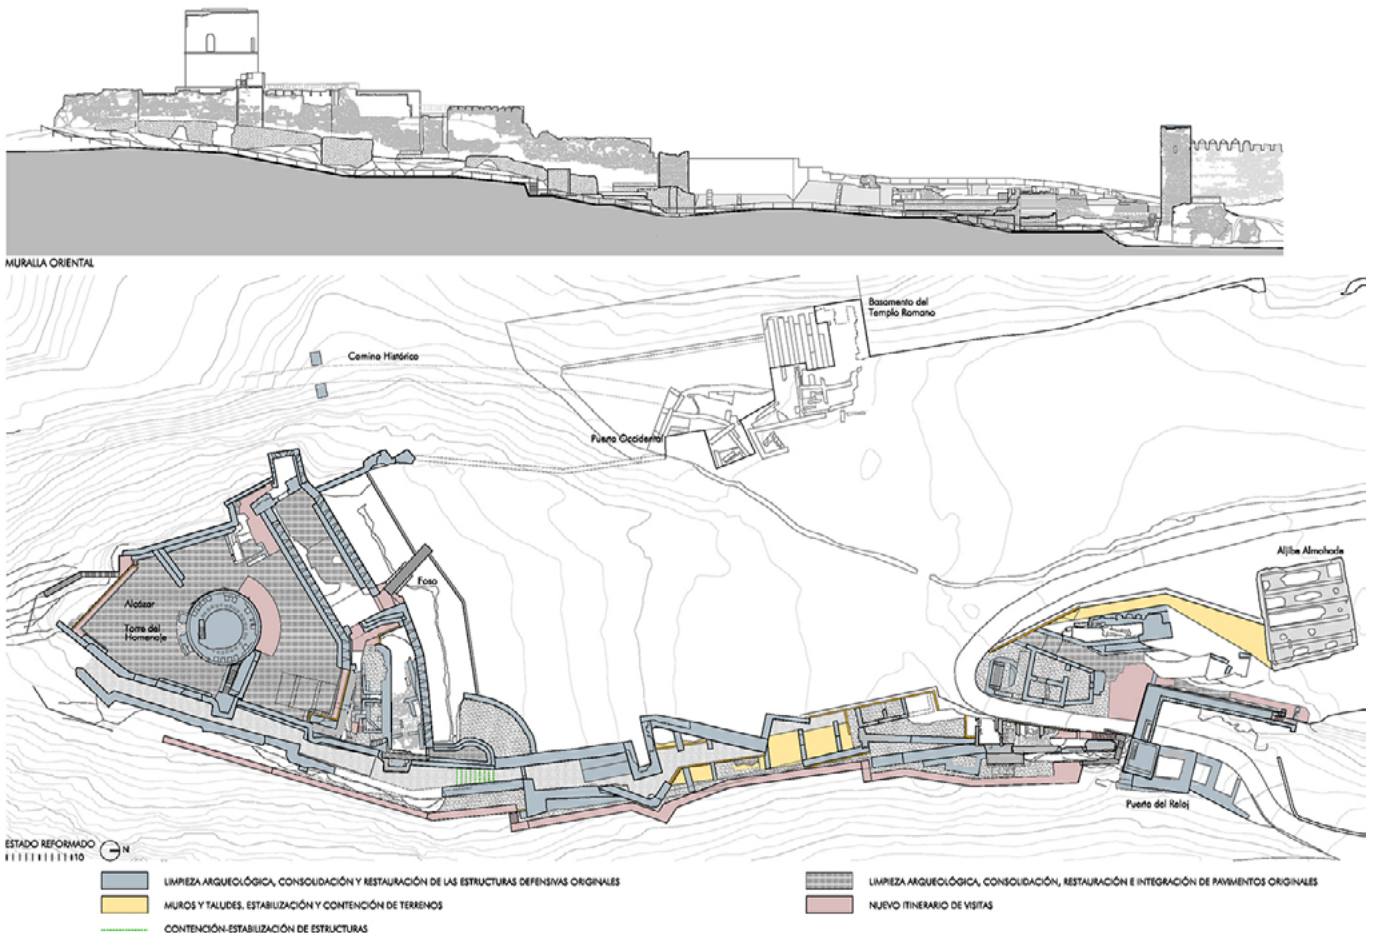 MURALLA ORIENTAL
Basamento del
Templo Romano
Camino Histórico
Puerta Occidental
Aljibe Almohade
Foso
Alcázar
Torre del
Homenaje
Puerta del Reloj
ESTADO REFORMADO
N
10
LIMPIEZA ARQUEOLÓGICA, CONSOLIDACIÓN Y RESTAURACIÓN DE LAS ESTRUCTURAS DEFENSIVAS ORIGINALES
MUROS Y TALUDES. ESTABILIZACIÓN Y CONTENCIÓN DE TERRENOS
CONTENCIÓN-ESTABILIZACIÓN DE ESTRUCTURAS
LIMPIEZA ARQUEOLÓGICA, CONSOLIDACIÓN, RESTAURACIÓN E INTEGRACIÓN DE PAVIMENTOS ORIGINALES
NUEVO ITINERARIO DE VISITAS